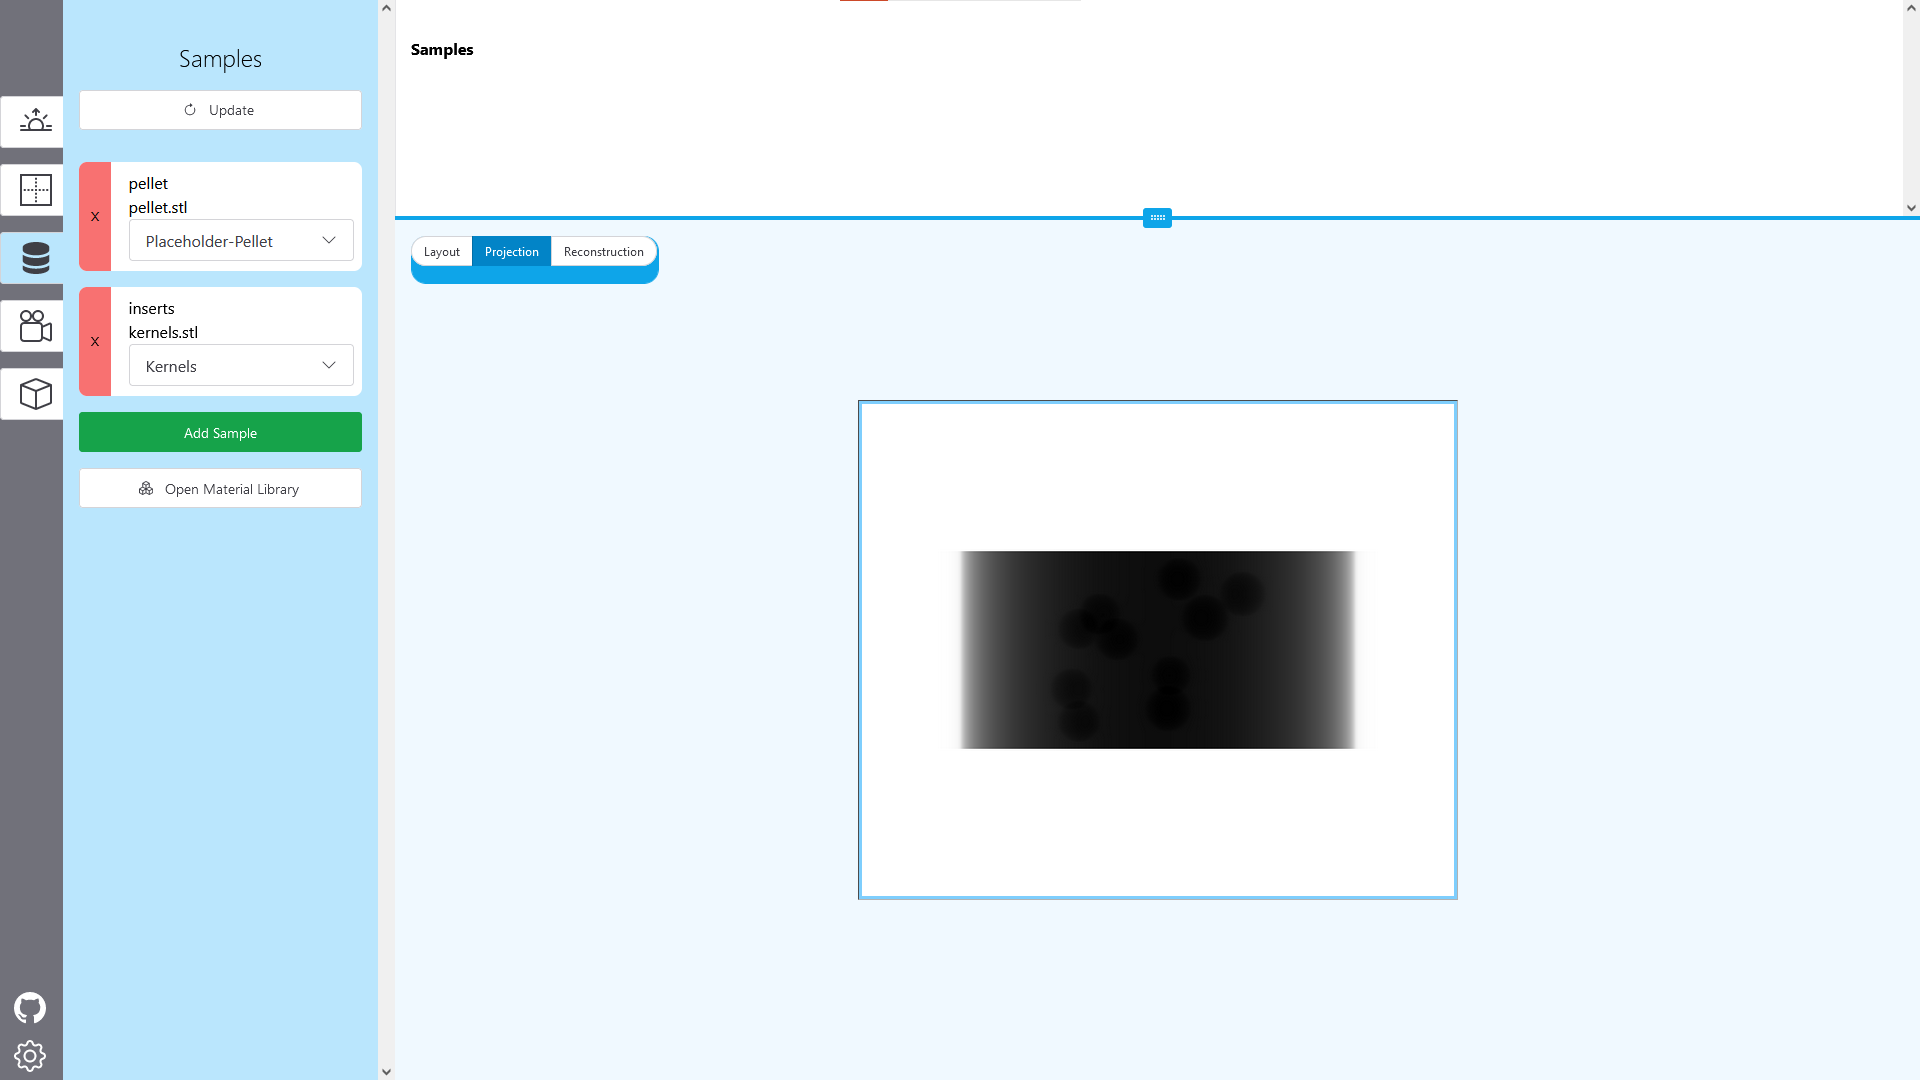 Samples
Update
X
pellet
pellet.stl
Placeholder-Pellet
X
inserts
kernels.stl
Kernels
Add Sample
Open Material Library
Samples
Layout
Projection
Reconstruction